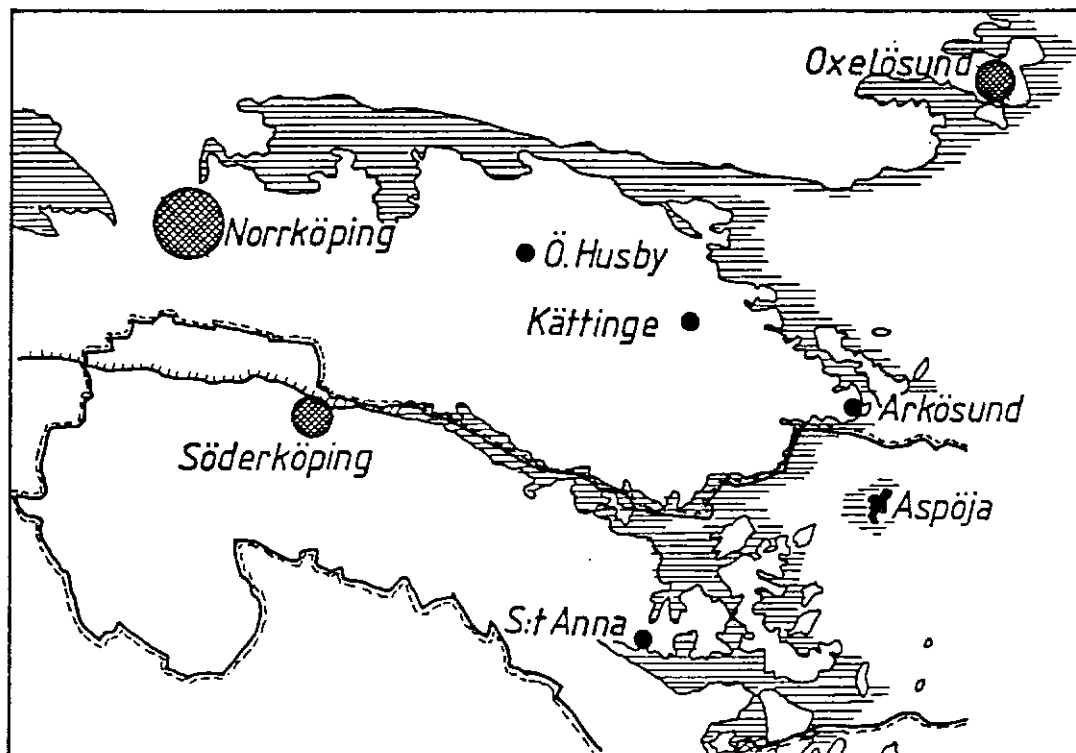 Oxelösund
Norrköping
Ö. Husby
Kättinge
Arkösund
Söderköping
Aspöja
S:t Anna